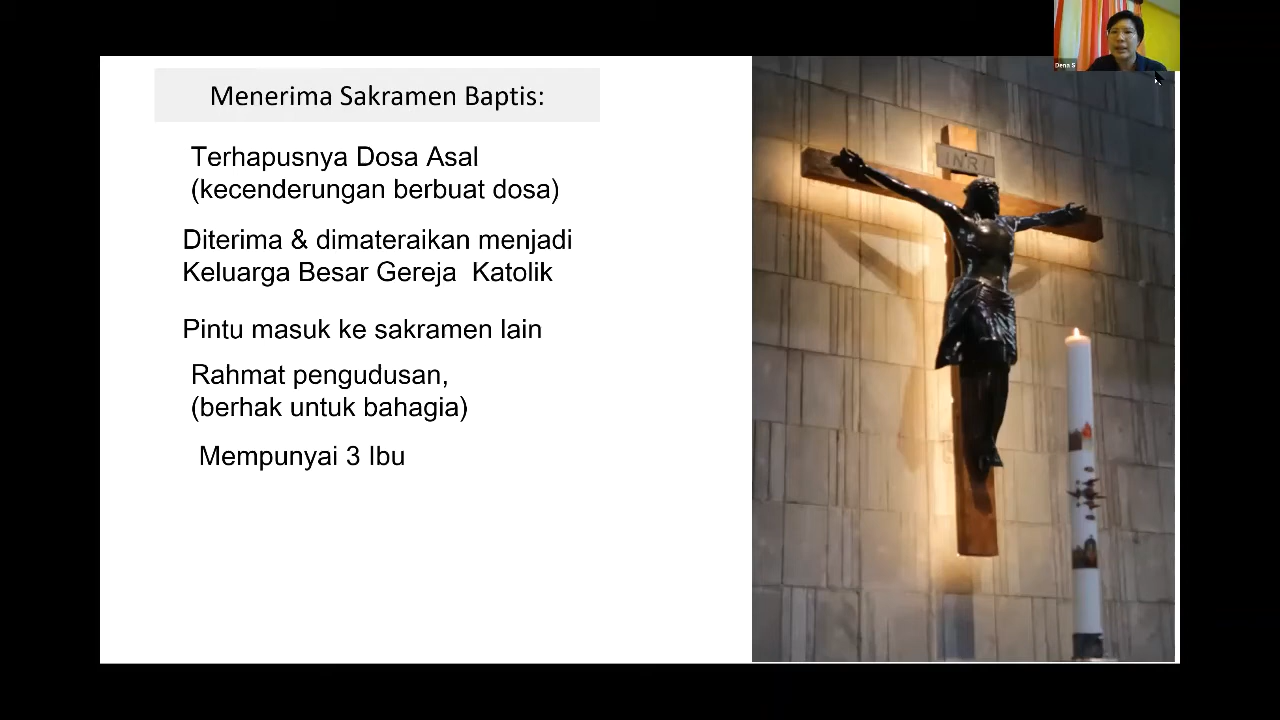 Dena S
Menerima Sakramen Baptis:
Terhapusnya Dosa Asal
(kecenderungan berbuat dosa)
Diterima & dimateraikan menjadi
Keluarga Besar Gereja Katolik
Pintu masuk ke sakramen lain
Rahmat pengudusan,
(berhak untuk bahagia)
Mempunyai 3 Ibu
INRI